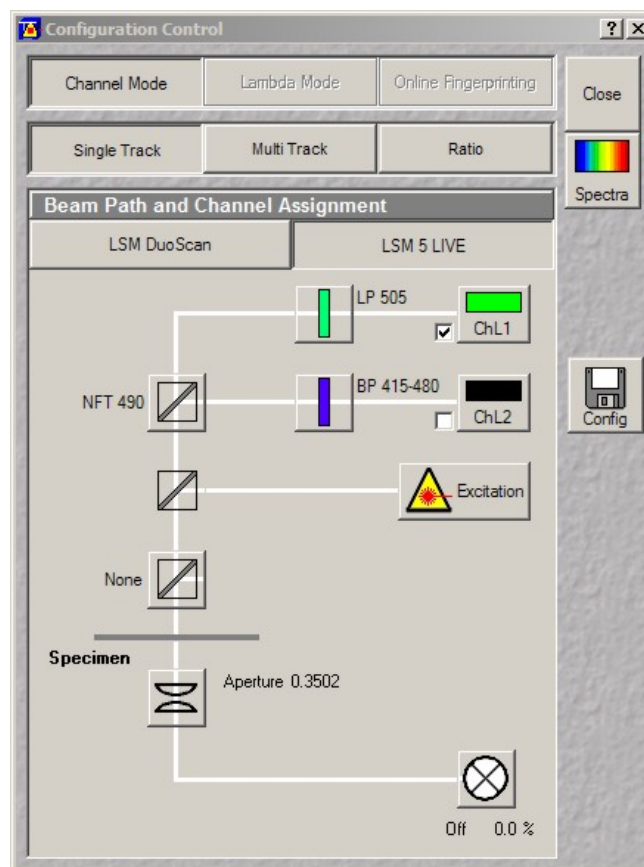 Configuration Control
Channel Mode
Lambda Mode
Online Fingerprinting
Close
Single Track
Multi Track
Ratio
Spectra
Beam Path and Channel Assignment
LSM DuoScan
LSM 5 LIVE
LP 505
ChL1
NFT 490
BP 415-480
ChL2
Config
Excitation
None
Specimen
Aperture 0.3502
Off 0.0 %